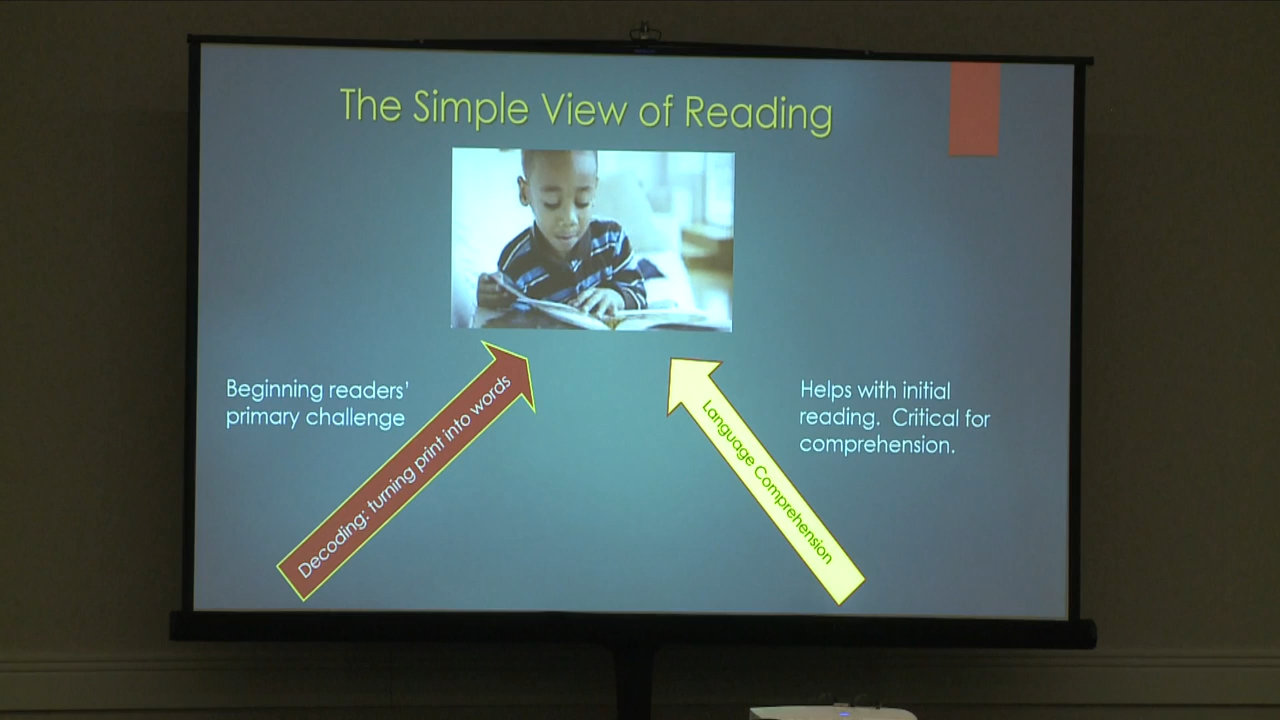 The Simple View of Reading
Beginning readers'
primary challenge
Decoding: turning print into words
Language Comprehension
Helps with initial
reading.  Critical for
comprehension.